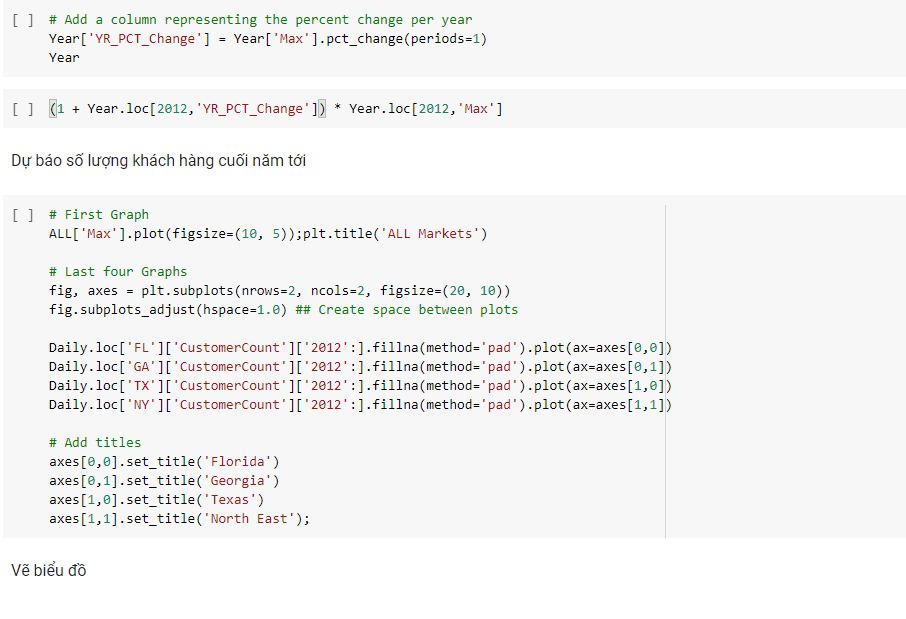 [ ] # Add a column representing the percent change per year
Year['YR_PCT_Change'] = Year['Max'].pct_change(periods=1)
Year
[ ] (1 + Year.loc[2012,'YR_PCT_Change']) * Year.loc[2012,'Max']
Dự báo số lượng khách hàng cuối năm tới
[ ] # First Graph
ALL['Max'].plot(figsize=(10, 5));plt.title('ALL Markets')
# Last four Graphs
fig, axes = plt.subplots(nrows=2, ncols=2, figsize=(20, 10))
fig.subplots_adjust(hspace=1.0) ## Create space between plots
Daily.loc['FL']['CustomerCount']['2012':].fillna(method='pad').plot(ax=axes[0,0])
Daily.loc['GA']['CustomerCount']['2012':].fillna(method='pad').plot(ax=axes[0,1])
Daily.loc['TX']['CustomerCount']['2012':].fillna(method='pad').plot(ax=axes[1,0])
Daily.loc['NY']['CustomerCount']['2012':].fillna(method='pad').plot(ax=axes[1,1])
# Add titles
axes[0,0].set_title('Florida')
axes[0,1].set_title('Georgia')
axes[1,0].set_title('Texas')
axes[1,1].set_title('North East');
Vẽ biểu đồ